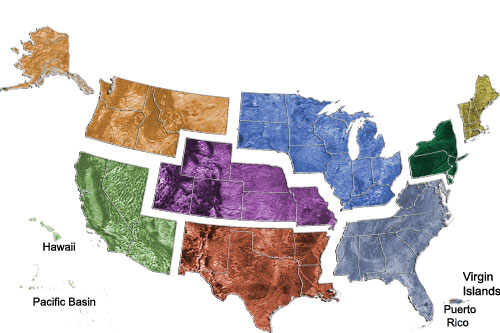 Hawaii
Pacific Basin
Virgin
Islands
Puerto
Rico